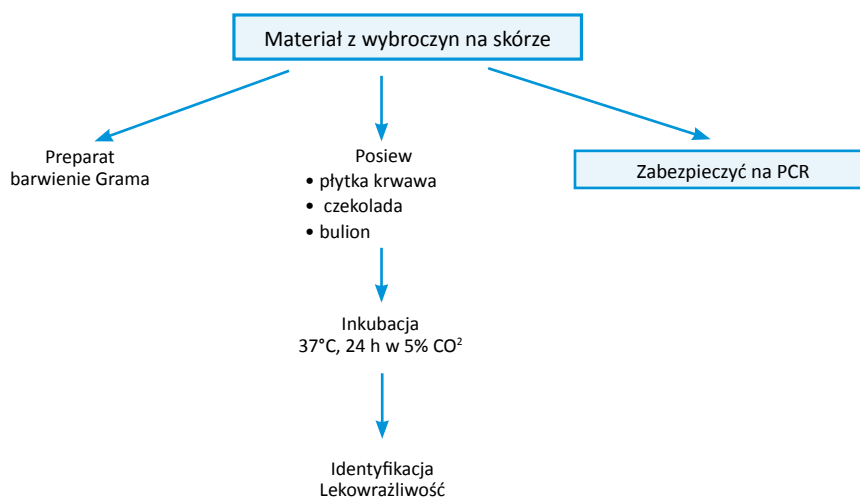 Materiał z wybroczyn na skórze
Preparat
barwienie Grama
Posiew
• płytka krwawa
• czekolada
• bulion
Zabezpieczyć na PCR
Inkubacja
37°C, 24 h w 5% CO²
Identyfikacja
Lekowrażliwość